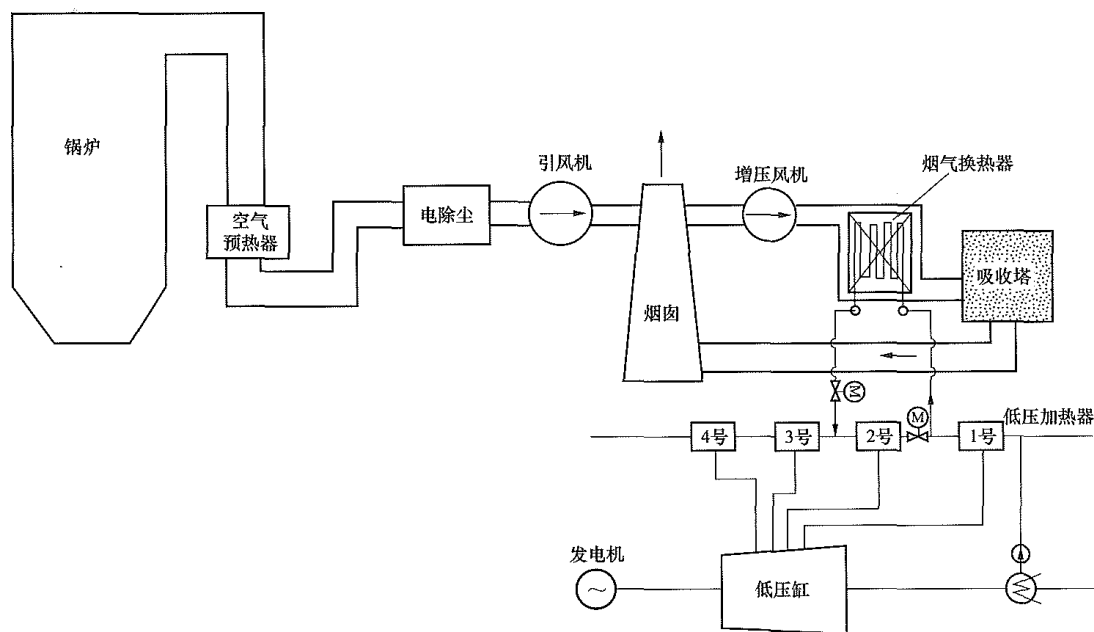 锅炉
空气
预热器
电除尘
引风机
烟囱
增压风机
烟气换热器
吸收塔
M
M
4号
3号
2号
1号
低压加热器
发电机
~
低压缸